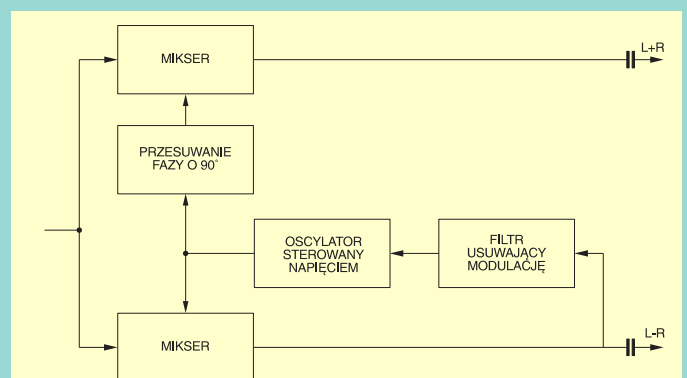 MIKSER
L+R
PRZESUWANIE
FAZY O 90°
OSCYLATOR
STEROWANY
NAPIĘCIEM
FILTR
USUWAJĄCY
MODULACJĘ
MIKSER
L-R